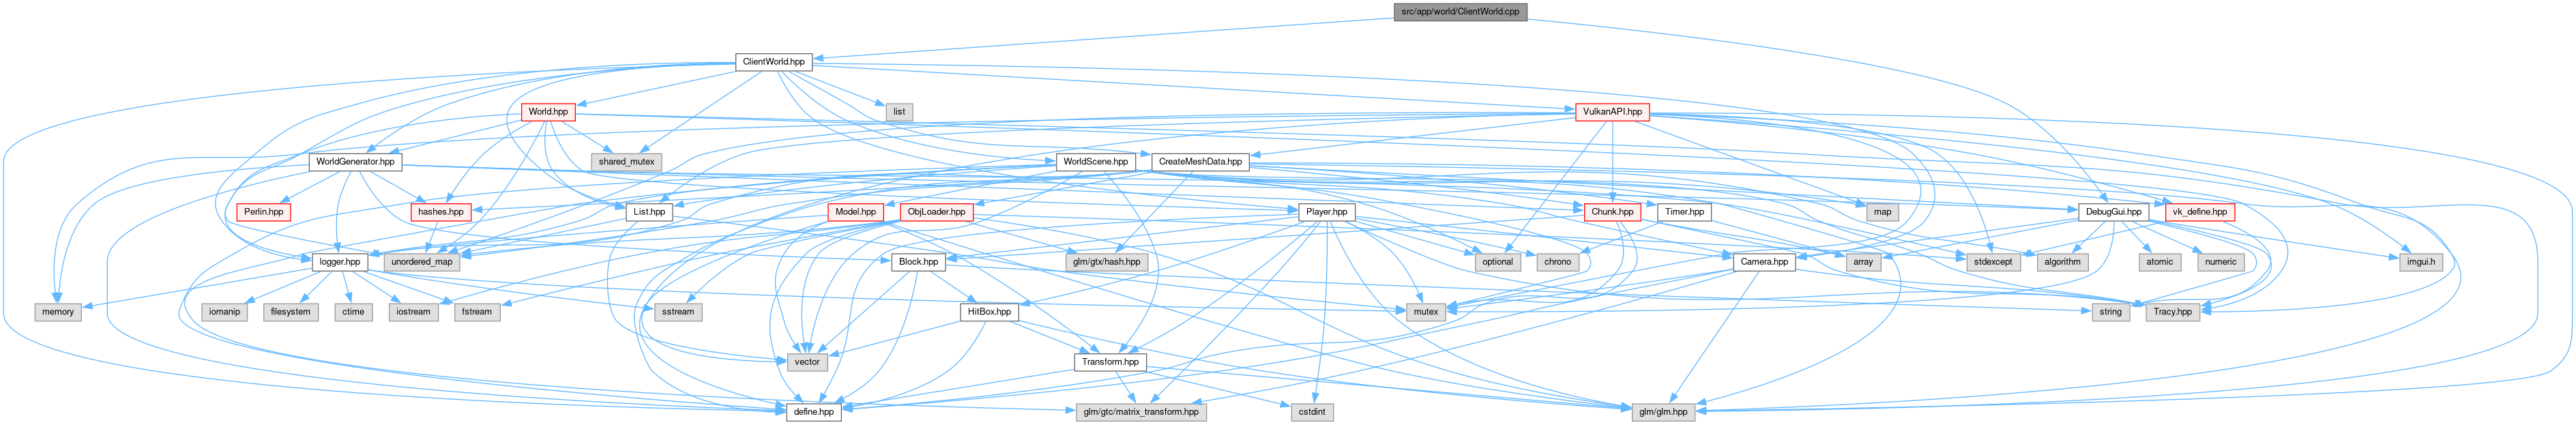 src/app/world/ClientWorld.cpp
ClientWorld.hpp
World.hpp
list
VulkanAPI.hpp
WorldGenerator.hpp
shared_mutex
WorldScene.hpp
CreateMeshData.hpp
Perlin.hpp
hashes.hpp
List.hpp
Model.hpp
ObjLoader.hpp
Player.hpp
Chunk.hpp
Timer.hpp
map
DebugGui.hpp
vk_define.hpp
logger.hpp
unordered_map
Block.hpp
glm/gtx/hash.hpp
optional
chrono
Camera.hpp
array
stdexcept
algorithm
atomic
numeric
imgui.h
memory
iomanip
filesystem
ctime
iostream
fstream
sstream
HitBox.hpp
mutex
string
Tracy.hpp
vector
Transform.hpp
define.hpp
glm/gtc/matrix_transform.hpp
cstdint
glm/glm.hpp